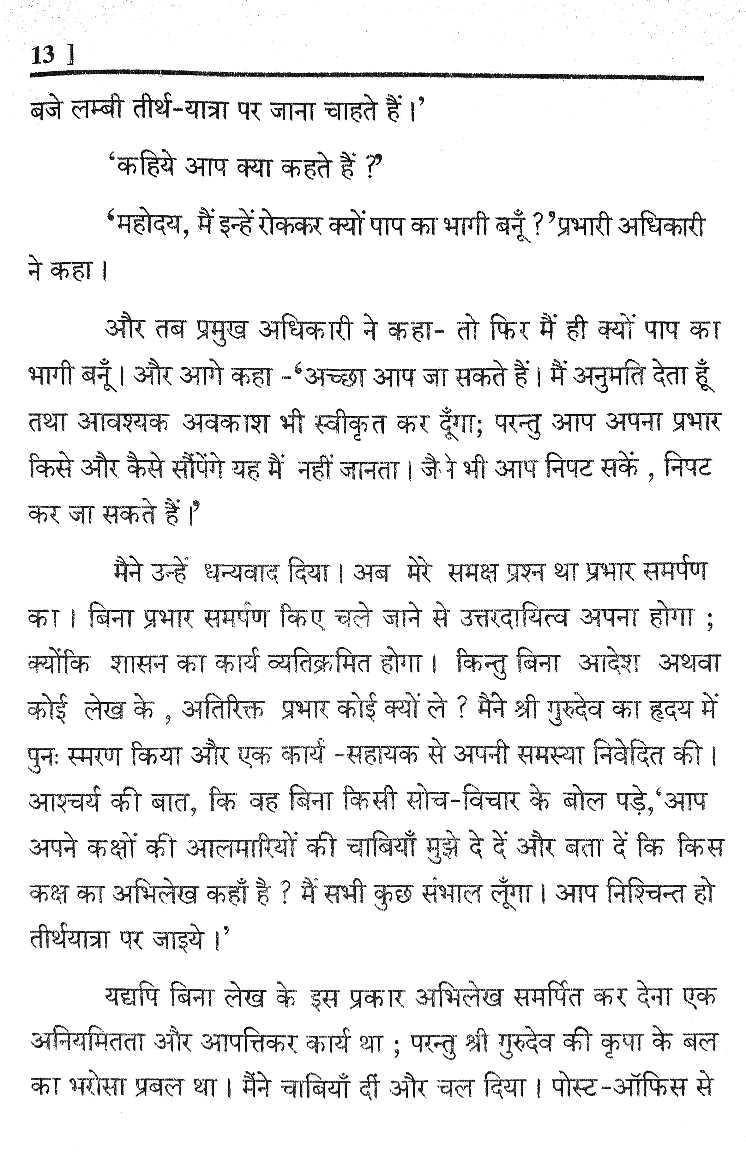 13 ]
बजे लम्बी तीर्थ-यात्रा पर जाना चाहते हैं।'
'कहिये आप क्या कहते हैं ?'
'महोदय, मैं इन्हें रोककर क्यों पाप का भागी बनूँ ?' प्रभारी अधिकारी
ने कहा।
और तब प्रमुख अधिकारी ने कहा- तो फिर मैं ही क्यों पाप का
भागी बनूँ। और आगे कहा -'अच्छा आप जा सकते हैं। मैं अनुमति देता हूँ
तथा आवश्यक अवकाश भी स्वीकृत कर दूँगा; परन्तु आप अपना प्रभार
किसे और कैसे सौंपेंगे यह मैं नहीं जानता। जैसे भी आप निपट सकें , निपट
कर जा सकते हैं।'
मैने उन्हें धन्यवाद दिया। अब मेरे समक्ष प्रश्न था प्रभार समर्पण
का। बिना प्रभार समर्पण किए चले जाने से उत्तरदायित्व अपना होगा ;
क्योंकि शासन का कार्य व्यतिक्रमित होगा। किन्तु बिना आदेश अथवा
कोई लेख के , अतिरिक्त प्रभार कोई क्यों ले ? मैंने श्री गुरुदेव का हृदय में
पुनः स्मरण किया और एक कार्य -सहायक से अपनी समस्या निवेदित की।
आश्चर्य की बात, कि वह बिना किसी सोच-विचार के बोल पड़े,'आप
अपने कक्षों की आलमारियों की चाबियाँ मुझे दे दें और बता दें कि किस
कक्ष का अभिलेख कहाँ है ? मैं सभी कुछ संभाल लूँगा। आप निश्चिन्त हो
तीर्थयात्रा पर जाइये।'
यद्यपि बिना लेख के इस प्रकार अभिलेख समर्पित कर देना एक
अनियमितता और आपत्तिकर कार्य था ; परन्तु श्री गुरुदेव की कृपा के बल
का भरोसा प्रबल था। मैंने चाबियाँ दीं और चल दिया। पोस्ट-ऑफिस से